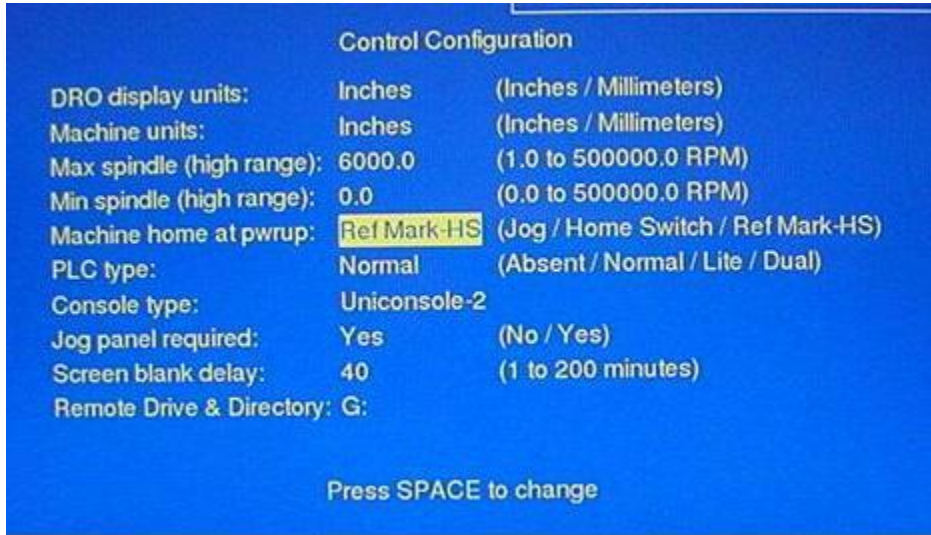 Control Configuration
DRO display units: Inches (Inches / Millimeters)
Machine units: Inches (Inches / Millimeters)
Max spindle (high range): 6000.0 (1.0 to 500000.0 RPM)
Min spindle (high range): 0.0 (0.0 to 500000.0 RPM)
Machine home at pwrup: Ref Mark-HS (Jog / Home Switch / Ref Mark-HS)
PLC type: Normal (Absent / Normal / Lite / Dual)
Console type: Uniconsole-2
Jog panel required: Yes (No / Yes)
Screen blank delay: 40 (1 to 200 minutes)
Remote Drive & Directory: G:
Press SPACE to change